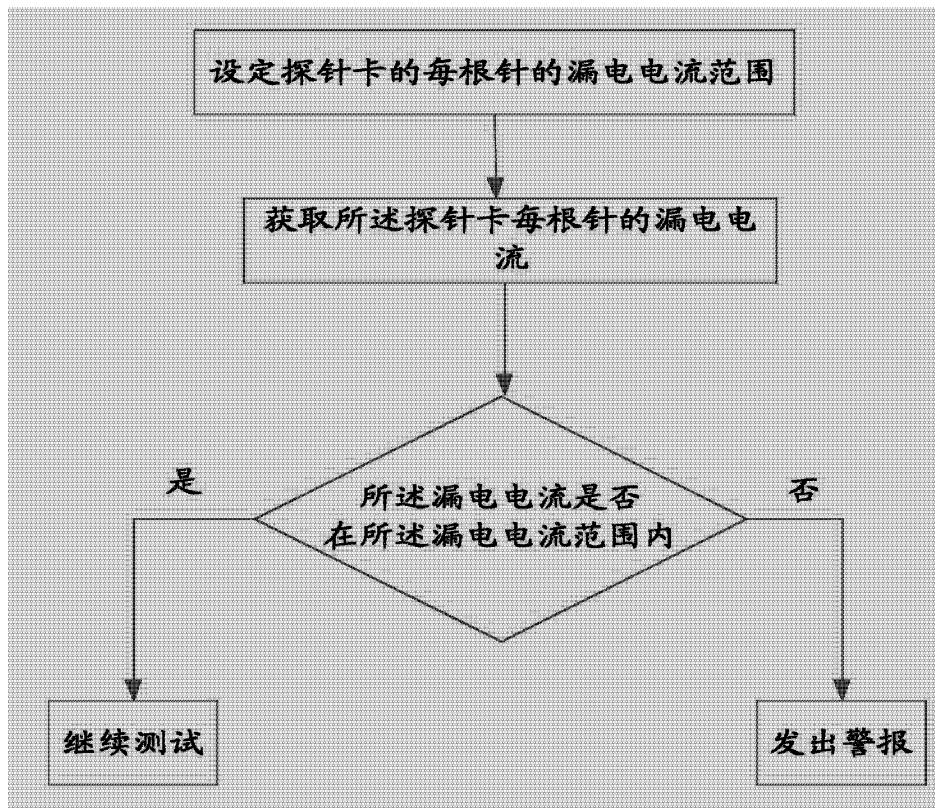 设定探针卡的每根针的漏电电流范围
获取所述探针卡每根针的漏电电
流
是
否
所述漏电电流是否
在所述漏电电流范围内
继续测试
发出警报